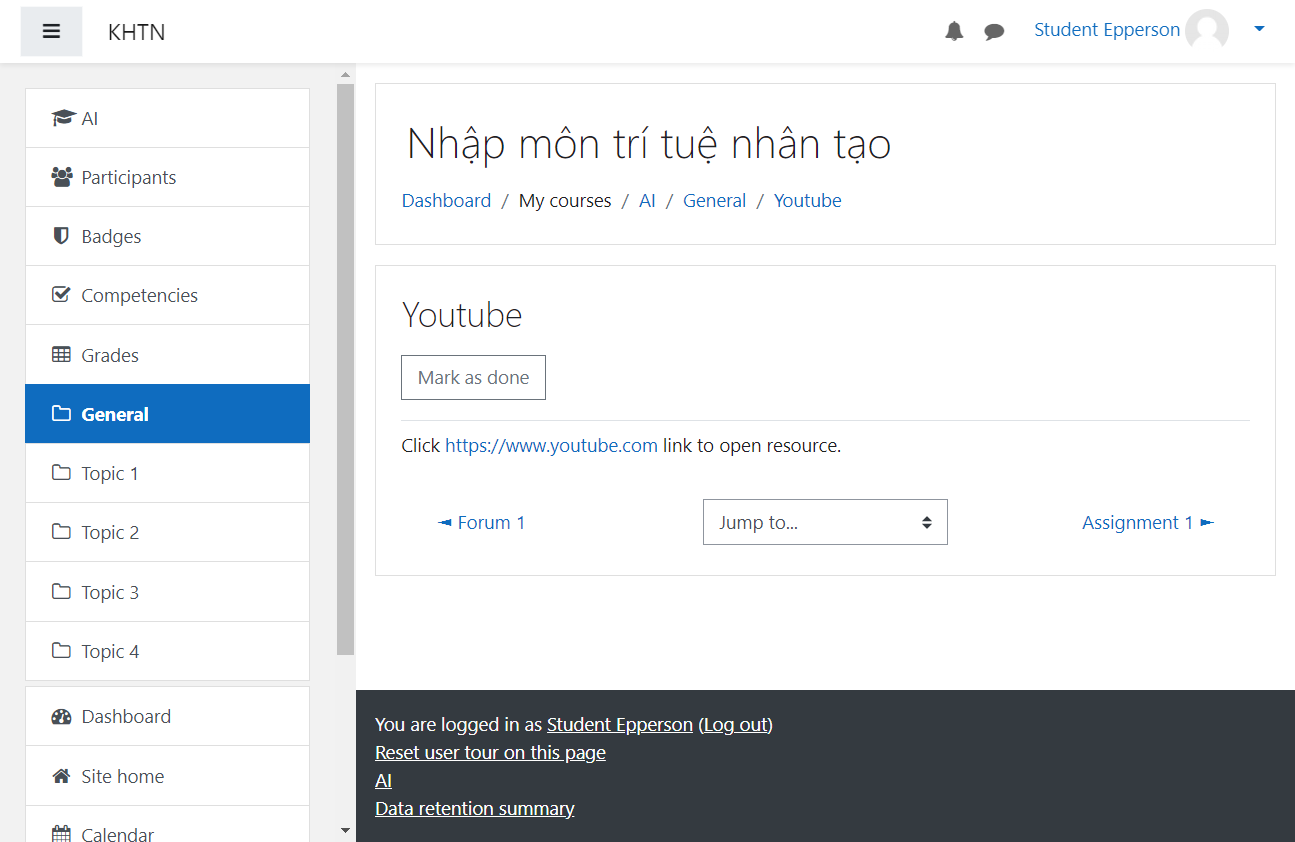 KHTN
Student Epperson
AI
Participants
Badges
Competencies
Grades
General
Topic 1
Topic 2
Topic 3
Topic 4
Dashboard
Site home
Calendar
Nhập môn trí tuệ nhân tạo
Dashboard / My courses / AI / General / Youtube
Youtube
Mark as done
Click https://www.youtube.com link to open resource.
◄ Forum 1
Jump to...
Assignment 1 ►
You are logged in as Student Epperson (Log out)
Reset user tour on this page
AI
Data retention summary